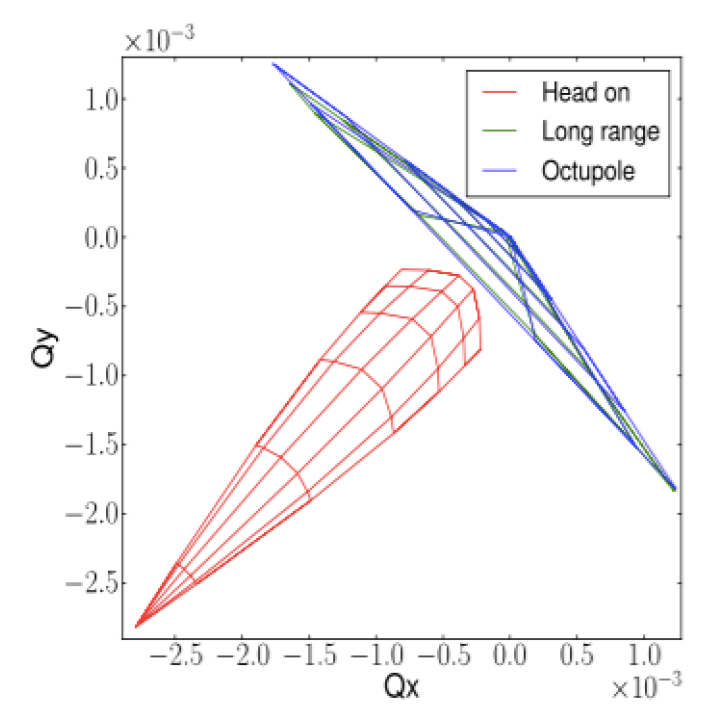 ×10⁻³
1.0
0.5
0.0
−0.5
−1.0
−1.5
−2.0
−2.5
Qy
Head on
Long range
Octupole
−2.5 −2.0 −1.5 −1.0 −0.5 0.0 0.5 1.0
Qx
×10⁻³